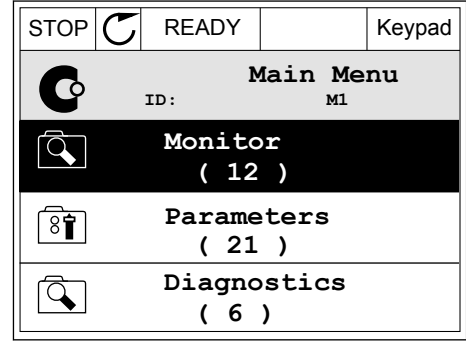 STOP READY Keypad
Main Menu
ID: M1
Monitor
( 12 )
Parameters
( 21 )
Diagnostics
( 6 )